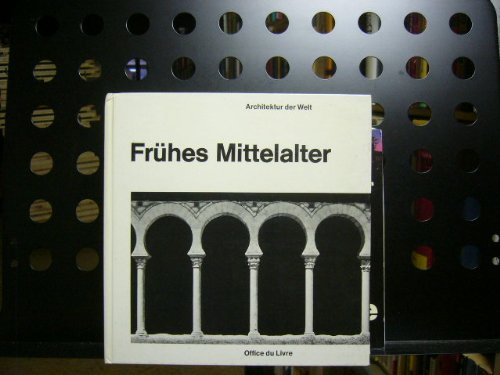 Architektur der Welt
Frühes Mittelalter
Office du Livre